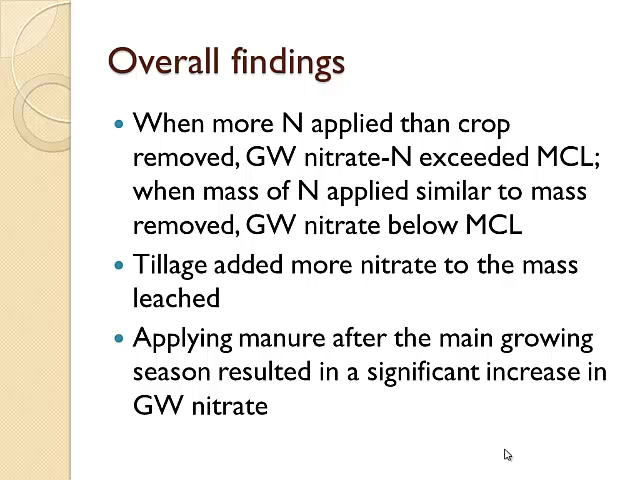 Overall findings
When more N applied than crop
removed, GW nitrate-N exceeded MCL;
when mass of N applied similar to mass
removed, GW nitrate below MCL
Tillage added more nitrate to the mass
leached
Applying manure after the main growing
season resulted in a significant increase in
GW nitrate